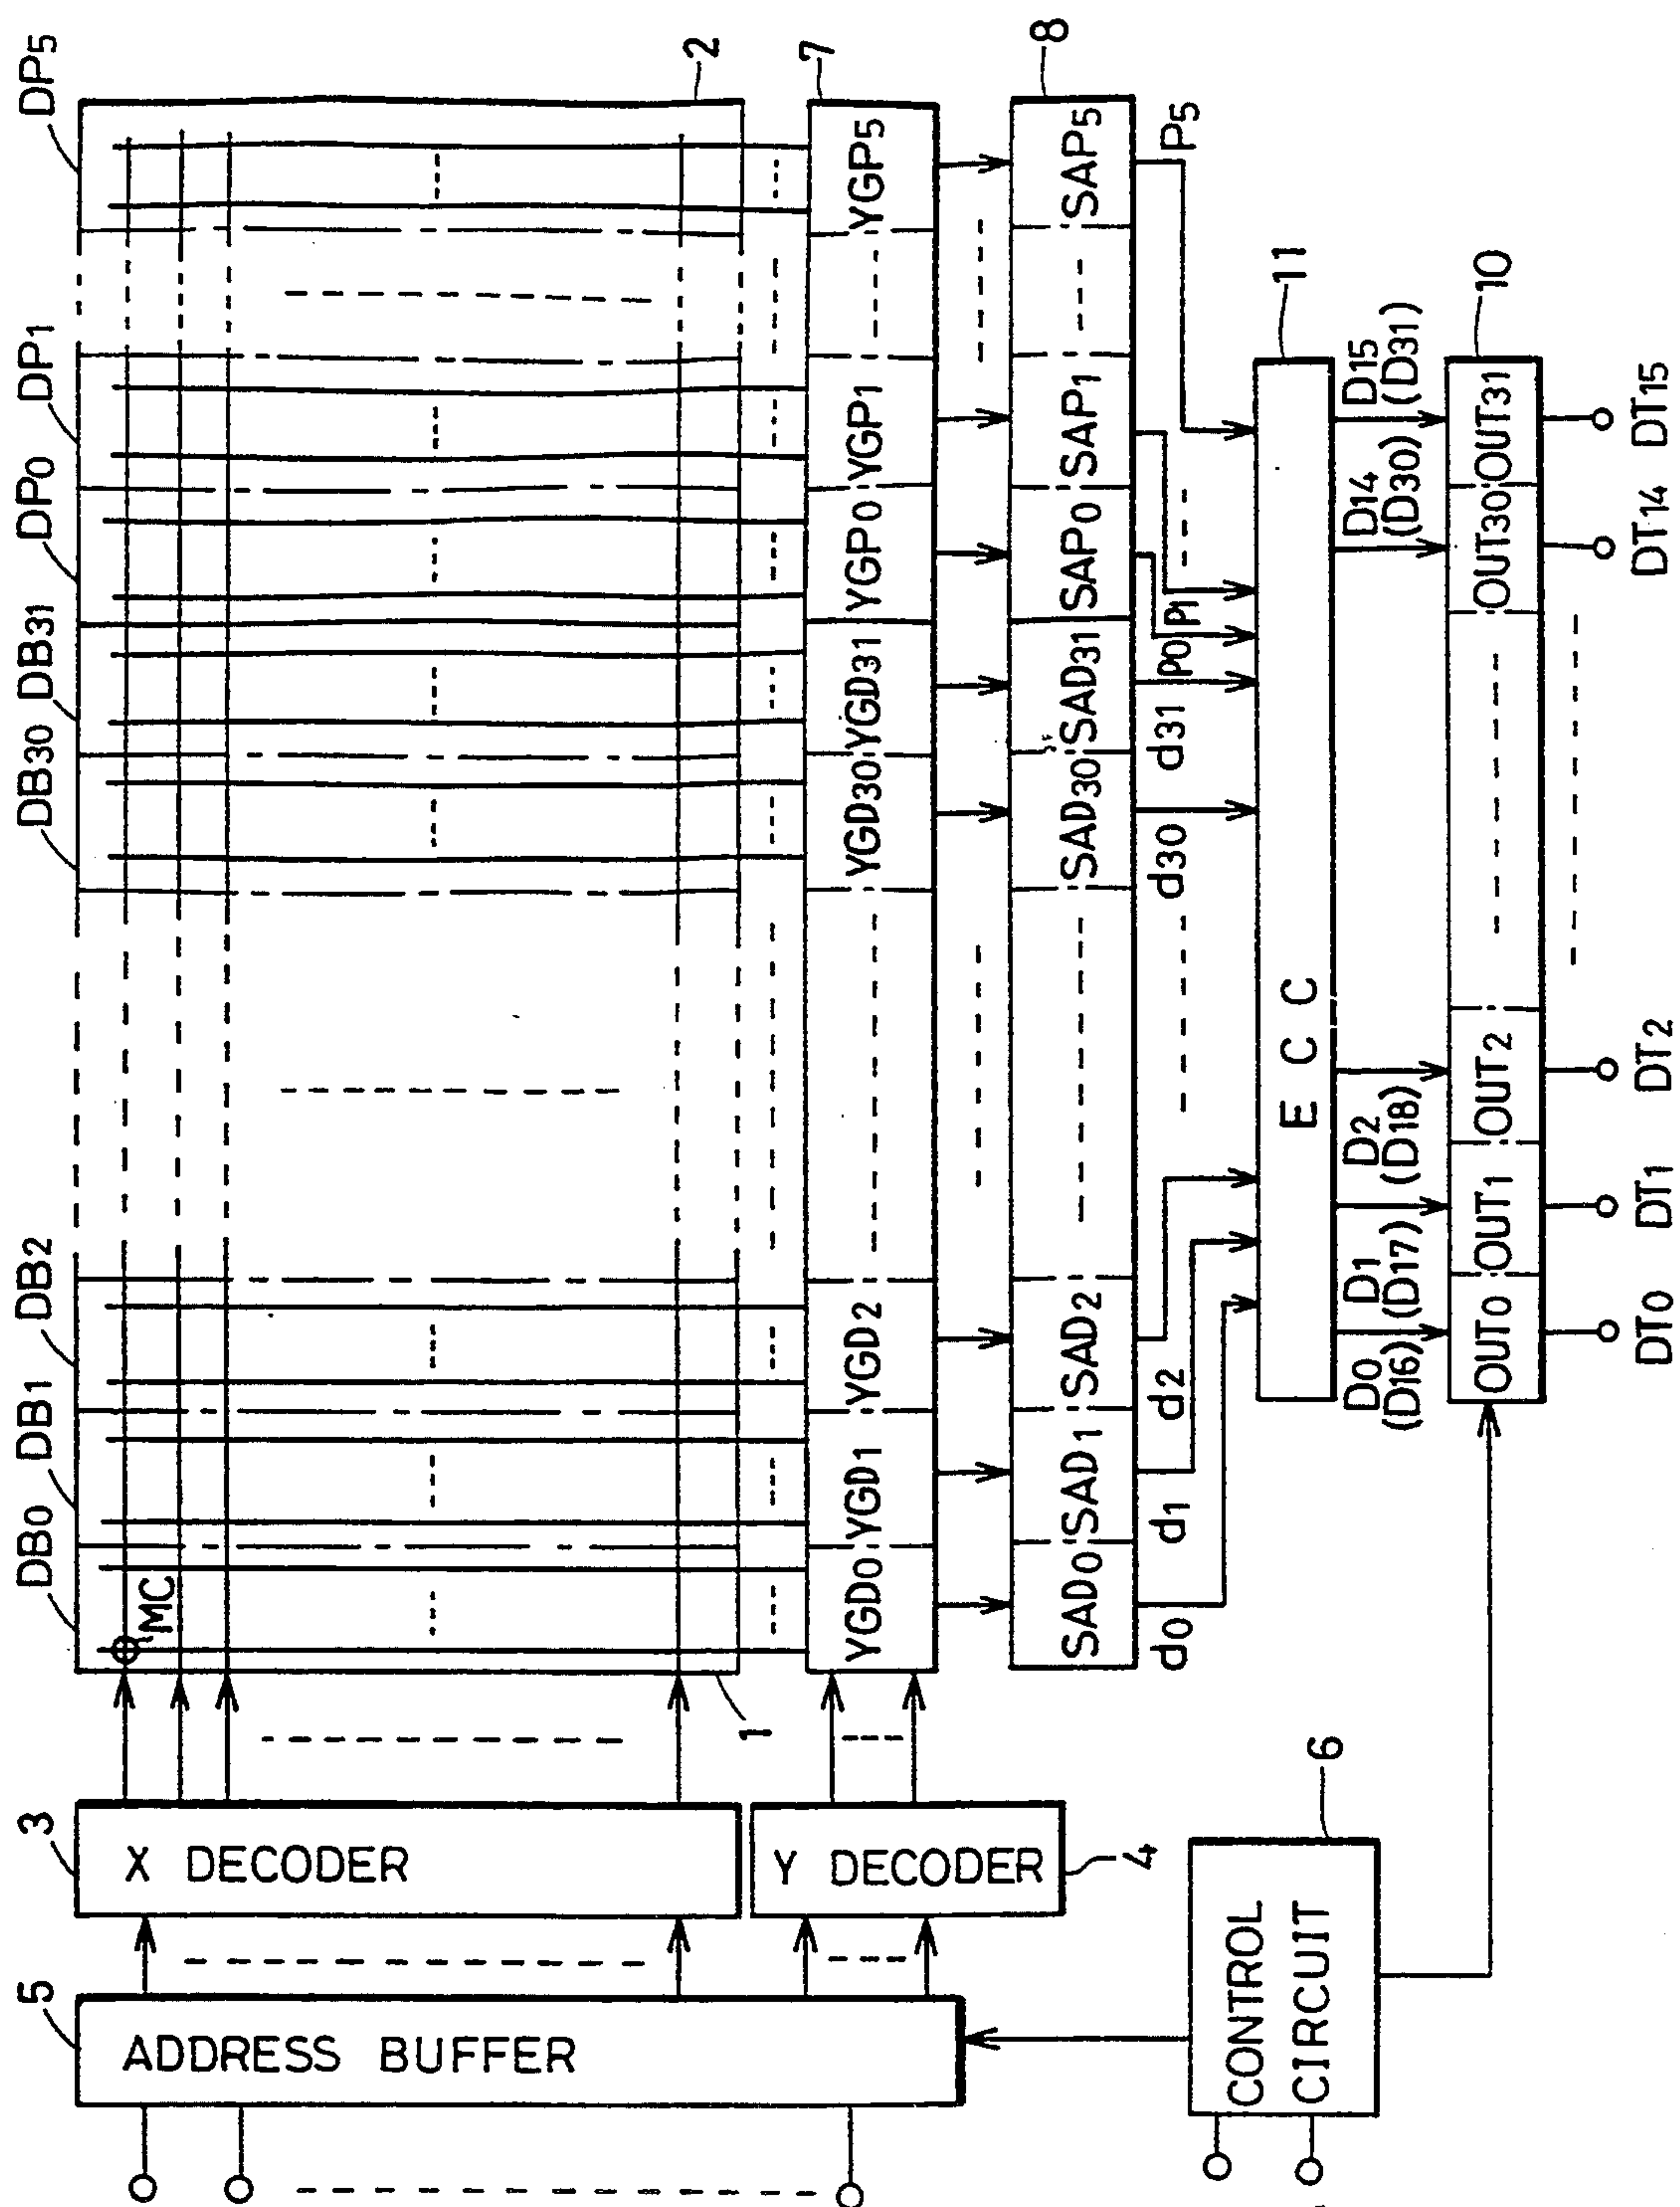 DB0 DB1 DB2 DB30 DB31 DP0 DP1 DP5
5
3
MC
ADDRESS BUFFER
X DECODER
1
2
Y DECODER
4
7
YGD0 YGD1 YGD2 YGD30 YGD31 YGP0 YGP1 YGP5
8
SAD0 SAD1 SAD2 SAD30 SAD31 SAP0 SAP1 SAP5
d0 d1 d2 d30 d31 P0 P1 P5
6
CONTROL
CIRCUIT
11
E C C
D0 D1 D2 D14 D15
(D16) (D17) (D18) (D30) (D31)
10
OUT0 OUT1 OUT2 OUT30 OUT31
DT0 DT1 DT2 DT14 DT15